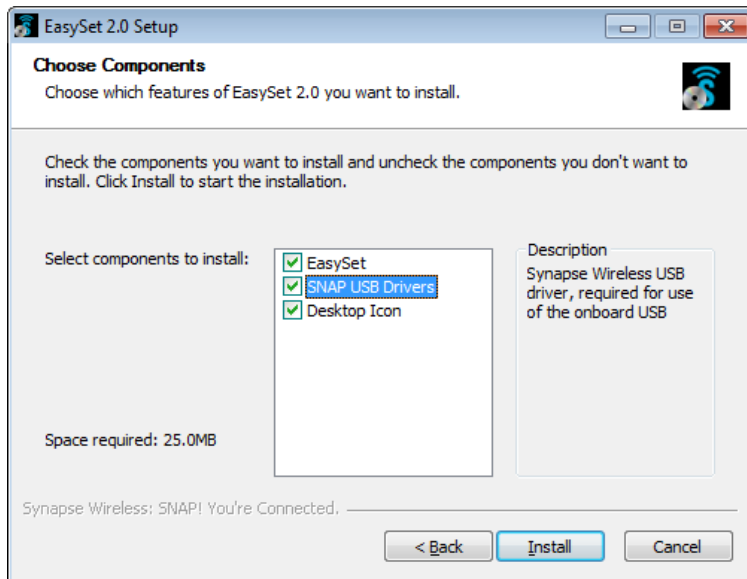 EasySet 2.0 Setup
Choose Components
Choose which features of EasySet 2.0 you want to install.
Check the components you want to install and uncheck the components you don't want to
install. Click Install to start the installation.
Select components to install:
EasySet
SNAP USB Drivers
Desktop Icon
Description
Synapse Wireless USB
driver, required for use
of the onboard USB
Space required: 25.0MB
Synapse Wireless: SNAP! You're Connected.
< Back
Install
Cancel